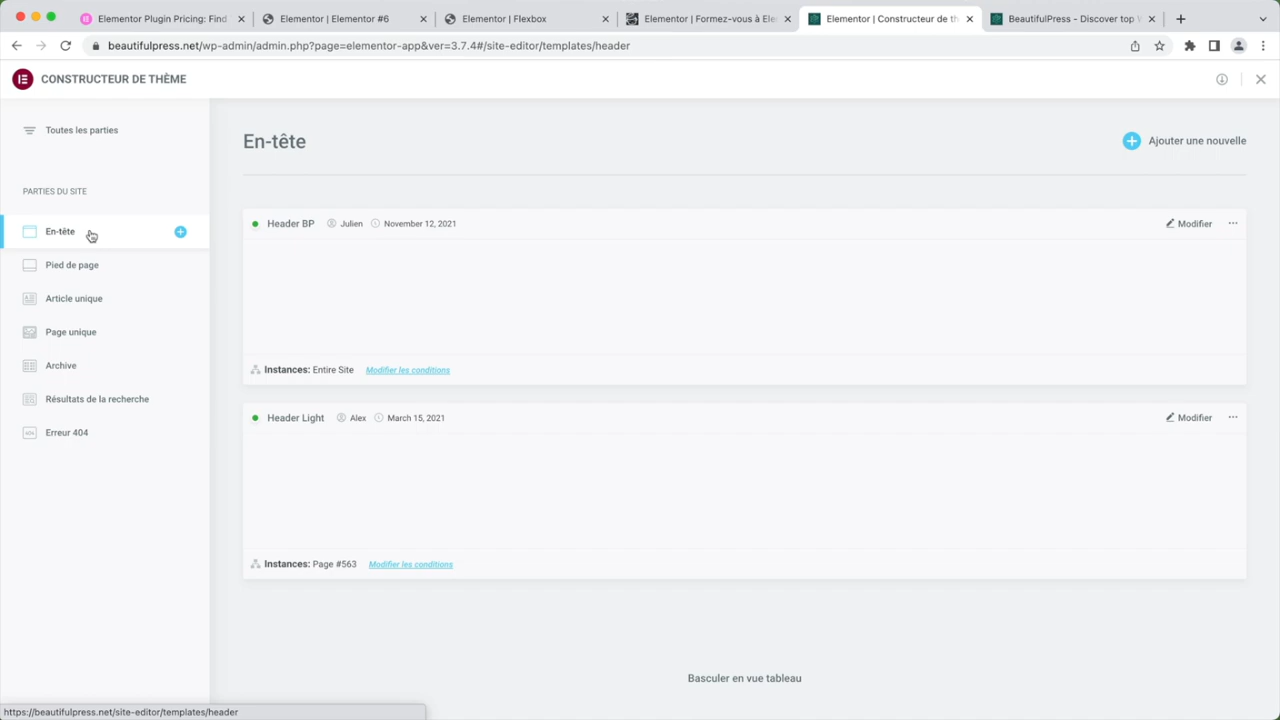 Elementor Plugin Pricing: Find
Elementor | Elementor #6
Elementor | Flexbox
Elementor | Formez-vous à Ele
Elementor | Constructeur de th
BeautifulPress - Discover top
beautifulpress.net/wp-admin/admin.php?page=elementor-app&ver=3.7.4#/site-editor/templates/header
CONSTRUCTEUR DE THÈME
Toutes les parties
PARTIES DU SITE
En-tête
Pied de page
Article unique
Page unique
Archive
Résultats de la recherche
Erreur 404
En-tête
Ajouter une nouvelle
Header BP Julien November 12, 2021 Modifier
Instances: Entire Site Modifier les conditions
Header Light Alex March 15, 2021 Modifier
Instances: Page #563 Modifier les conditions
Basculer en vue tableau
https://beautifulpress.net/site-editor/templates/header